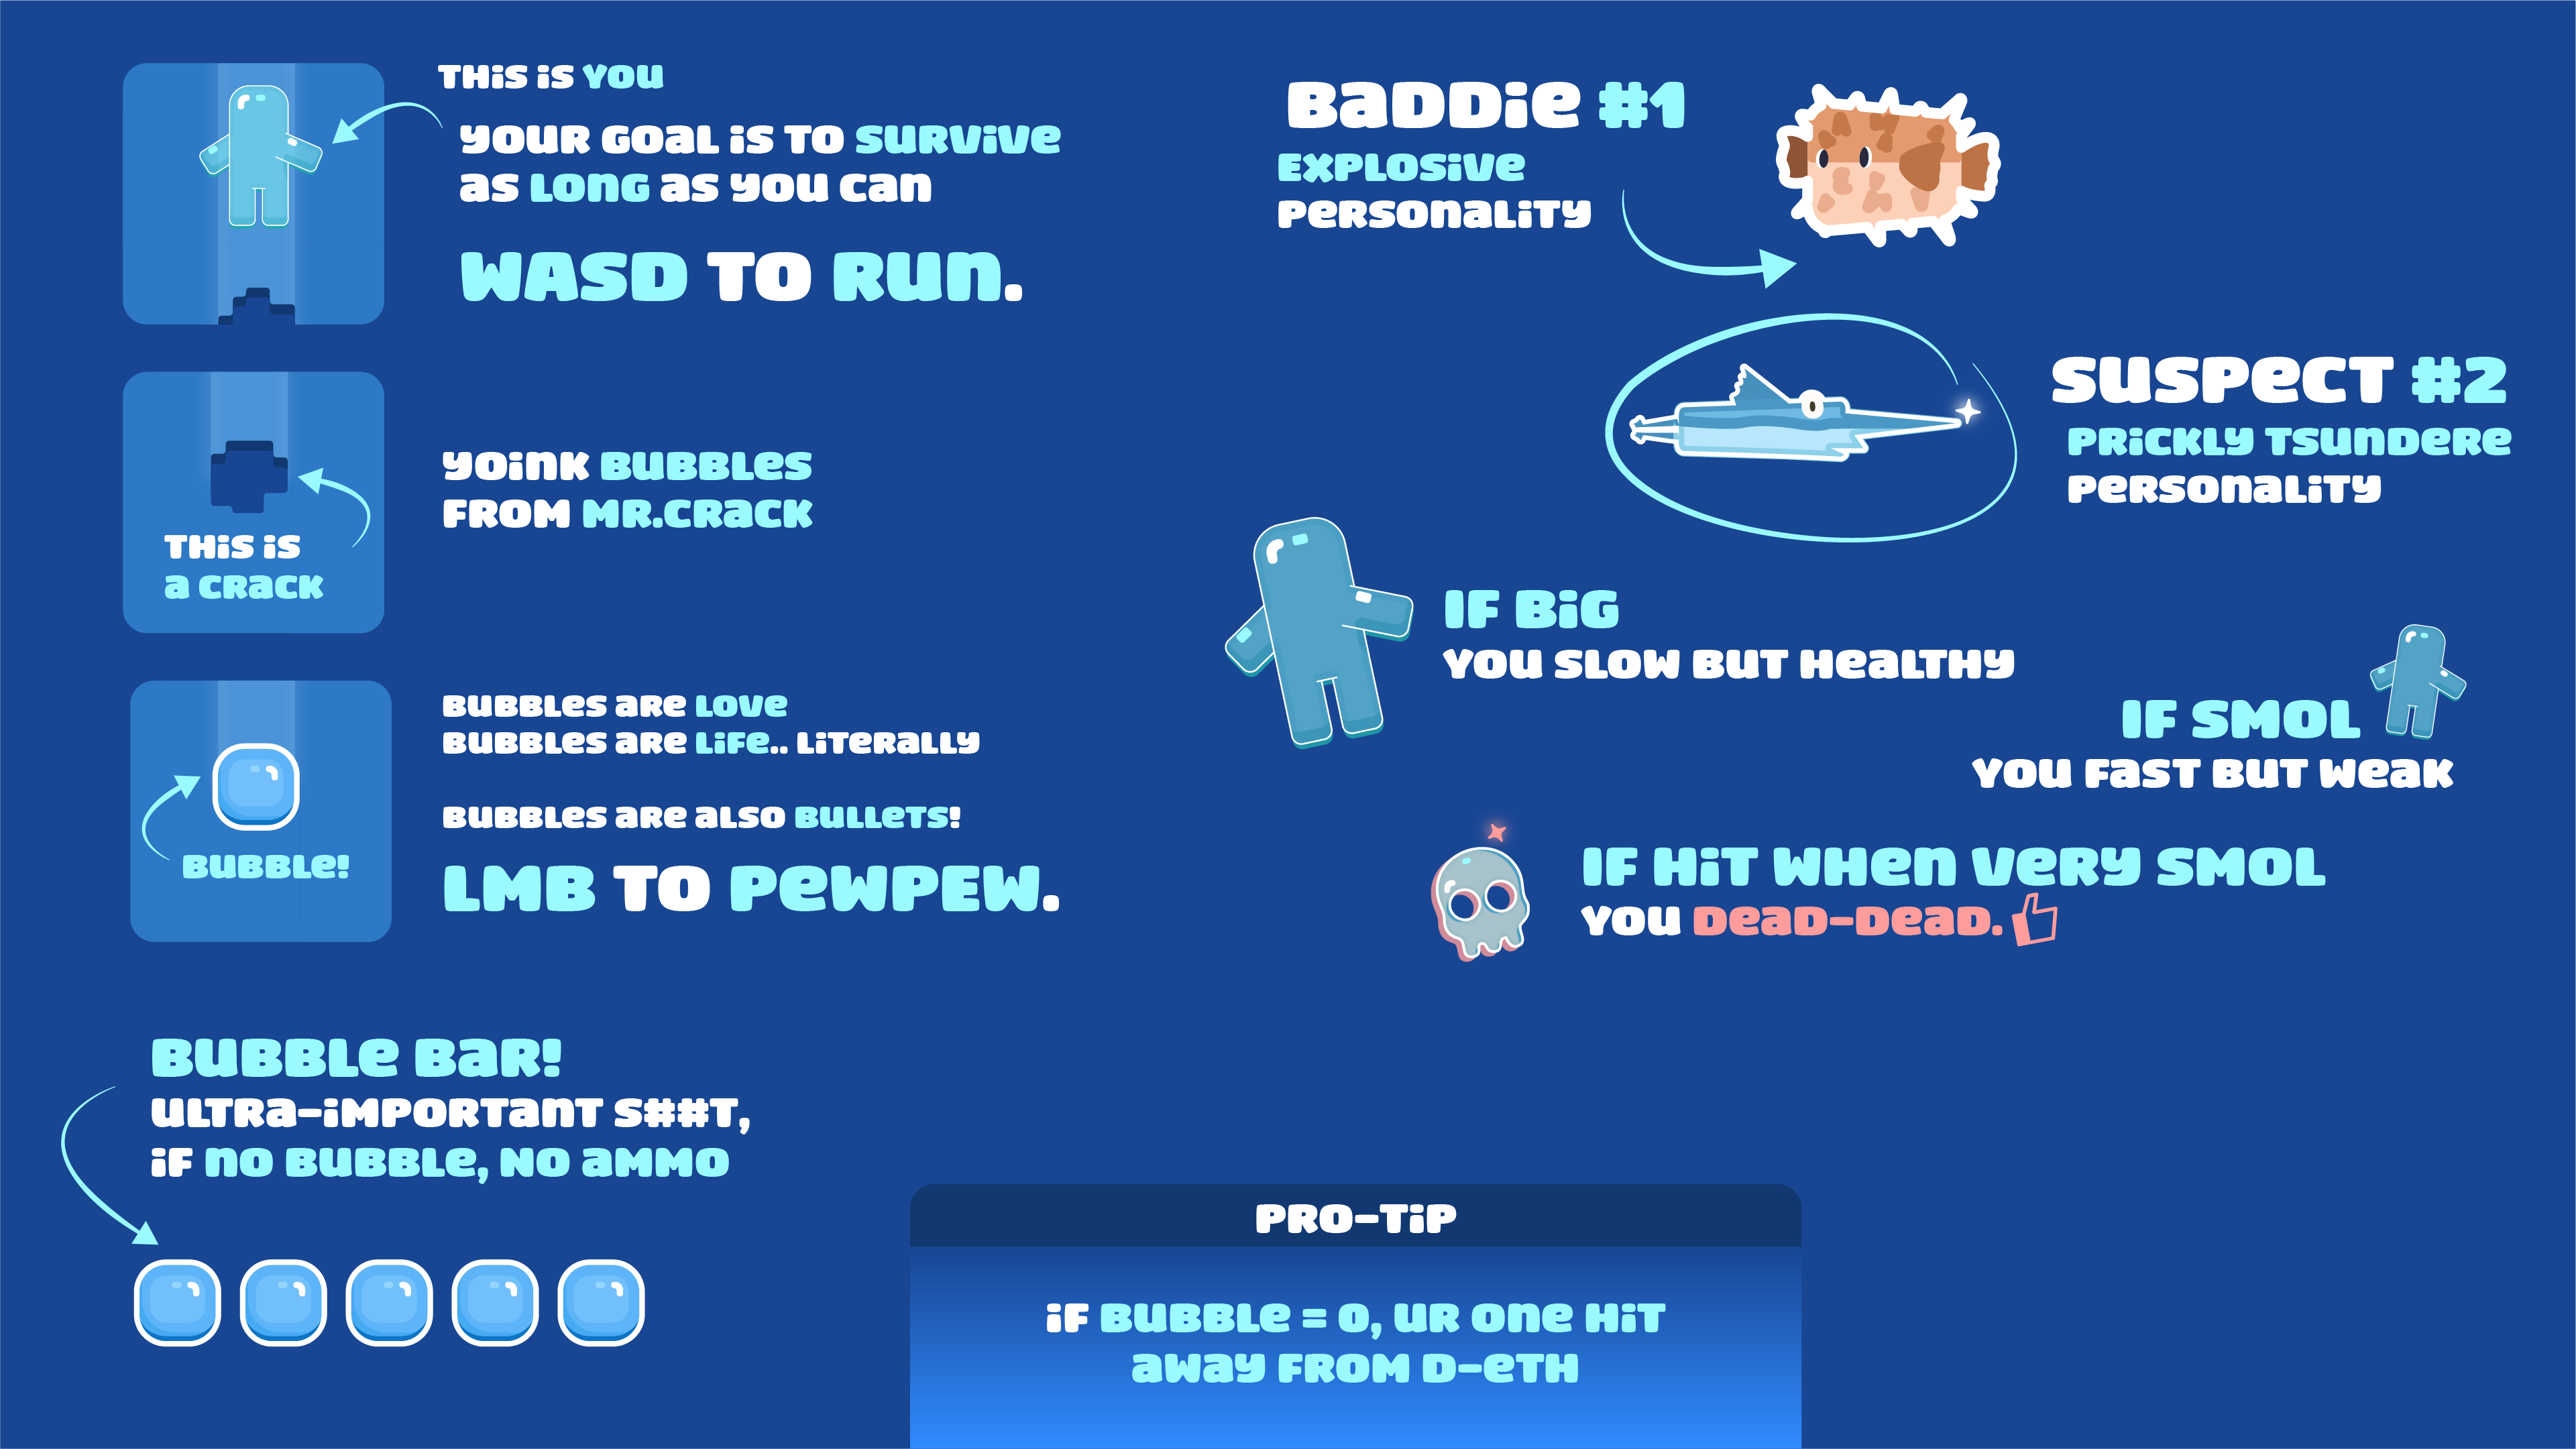 THIS IS YOU
YOUR GOAL IS TO SURVIVE
AS LONG AS YOU CAN
WASD TO RUN.
THIS IS
A CRACK
YOINK BUBBLES
FROM MR.CRACK
BUBBLE!
BUBBLES ARE LOVE
BUBBLES ARE LIFE.. LITERALLY
BUBBLES ARE ALSO BULLETS!
LMB TO PEWPEW.
BUBBLE BAR!
ULTRA-IMPORTANT S##T,
IF NO BUBBLE, NO AMMO
BADDIE #1
EXPLOSIVE
PERSONALITY
SUSPECT #2
PRICKLY TSUNDERE
PERSONALITY
IF BIG
YOU SLOW BUT HEALTHY
IF SMOL
YOU FAST BUT WEAK
IF HIT WHEN VERY SMOL
YOU DEAD-DEAD.
PRO-TIP
IF BUBBLE = 0, UR ONE HIT
AWAY FROM D-ETH